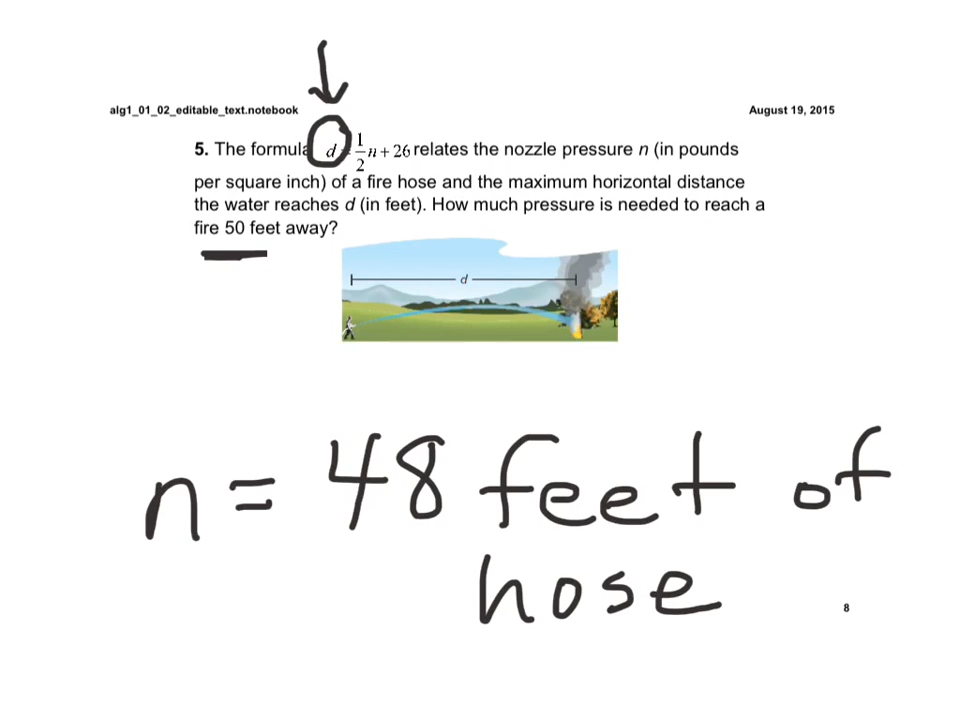 alg1_01_02_editable_text.notebook August 19, 2015
5. The formula d = 1/2 n + 26 relates the nozzle pressure n (in pounds
per square inch) of a fire hose and the maximum horizontal distance
the water reaches d (in feet). How much pressure is needed to reach a
fire 50 feet away?
d
n = 48 feet of
hose
8